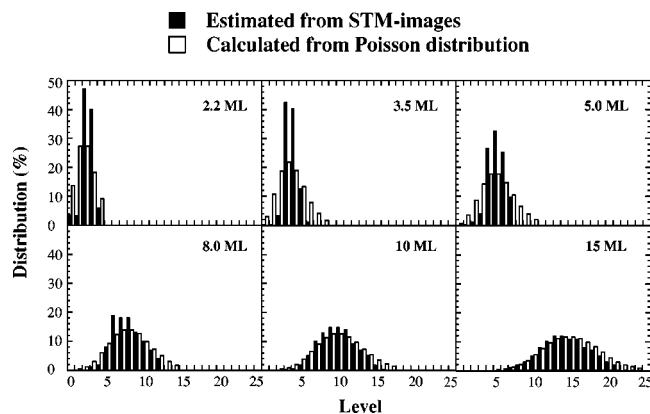 Estimated from STM-images
Calculated from Poisson distribution
Distribution (%)
50
40
30
20
10
0
2.2 ML
3.5 ML
5.0 ML
40
30
20
10
0
8.0 ML
10 ML
15 ML
0 5 10 15 20 25 5 10 15 20 25 5 10 15 20 25
Level